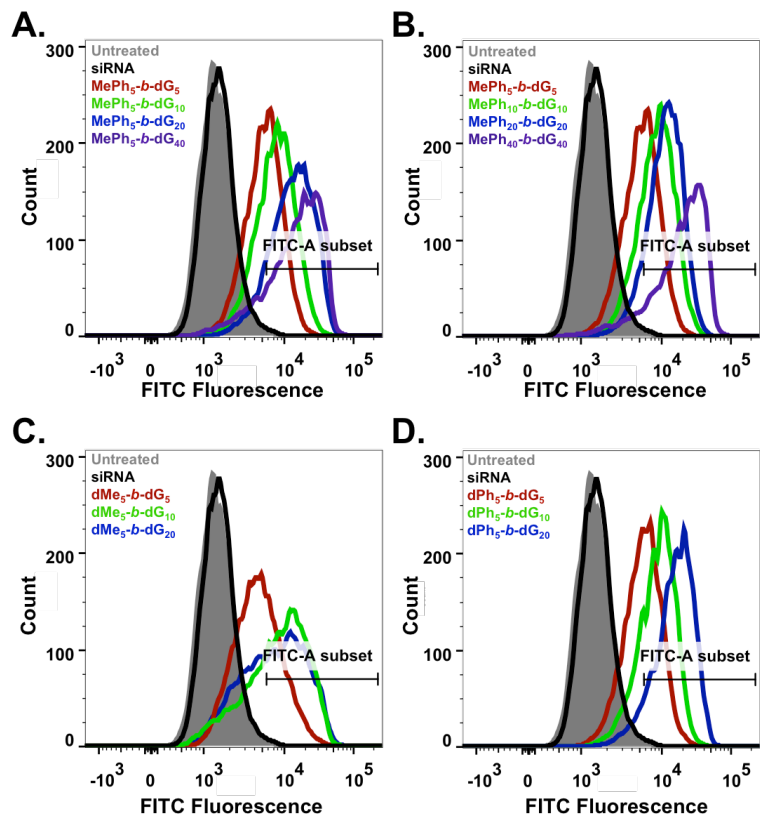 A.
300
200
100
0
Count
Untreated
siRNA
MePh₅-b-dG₅
MePh₅-b-dG₁₀
MePh₅-b-dG₂₀
MePh₅-b-dG₄₀
FITC-A subset
-10³ 0 10³ 10⁴ 10⁵
FITC Fluorescence
B.
300
200
100
0
Count
Untreated
siRNA
MePh₅-b-dG₅
MePh₁₀-b-dG₁₀
MePh₂₀-b-dG₂₀
MePh₄₀-b-dG₄₀
FITC-A subset
-10³ 0 10³ 10⁴ 10⁵
FITC Fluorescence
C.
300
200
100
0
Count
Untreated
siRNA
dMe₅-b-dG₅
dMe₅-b-dG₁₀
dMe₅-b-dG₂₀
FITC-A subset
-10³ 0 10³ 10⁴ 10⁵
FITC Fluorescence
D.
300
200
100
0
Count
Untreated
siRNA
dPh₅-b-dG₅
dPh₅-b-dG₁₀
dPh₅-b-dG₂₀
FITC-A subset
-10³ 0 10³ 10⁴ 10⁵
FITC Fluorescence